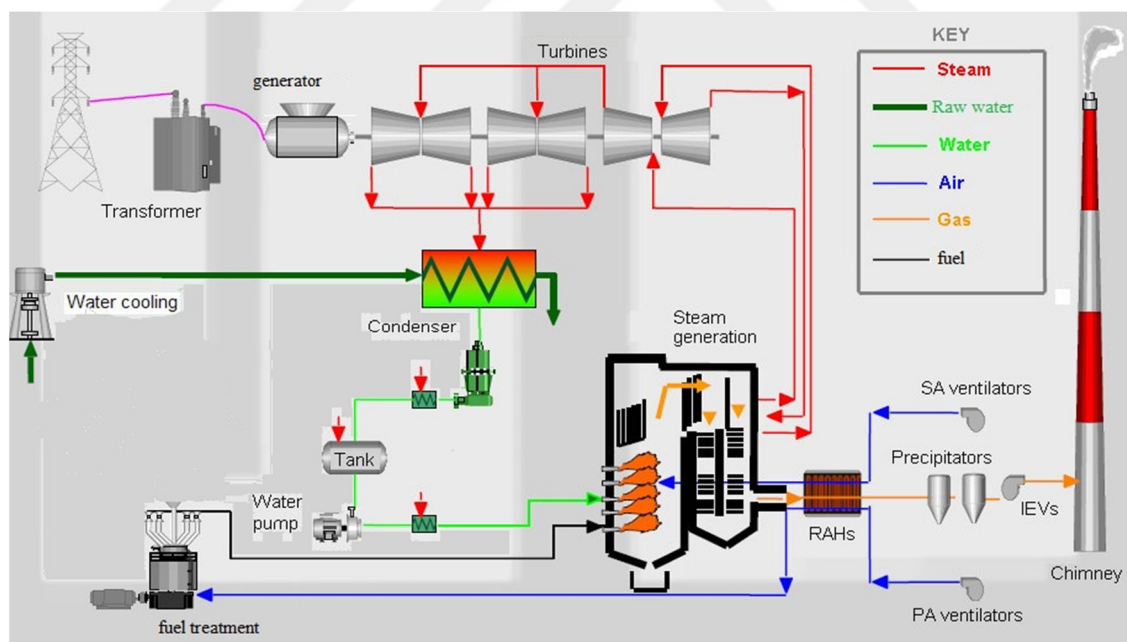 Turbines
generator
Transformer
KEY
Steam
Raw water
Water
Air
Gas
fuel
Water cooling
Condenser
Steam
generation
SA ventilators
Tank
Precipitators
Water
pump
IEVs
RAHs
Chimney
PA ventilators
fuel treatment